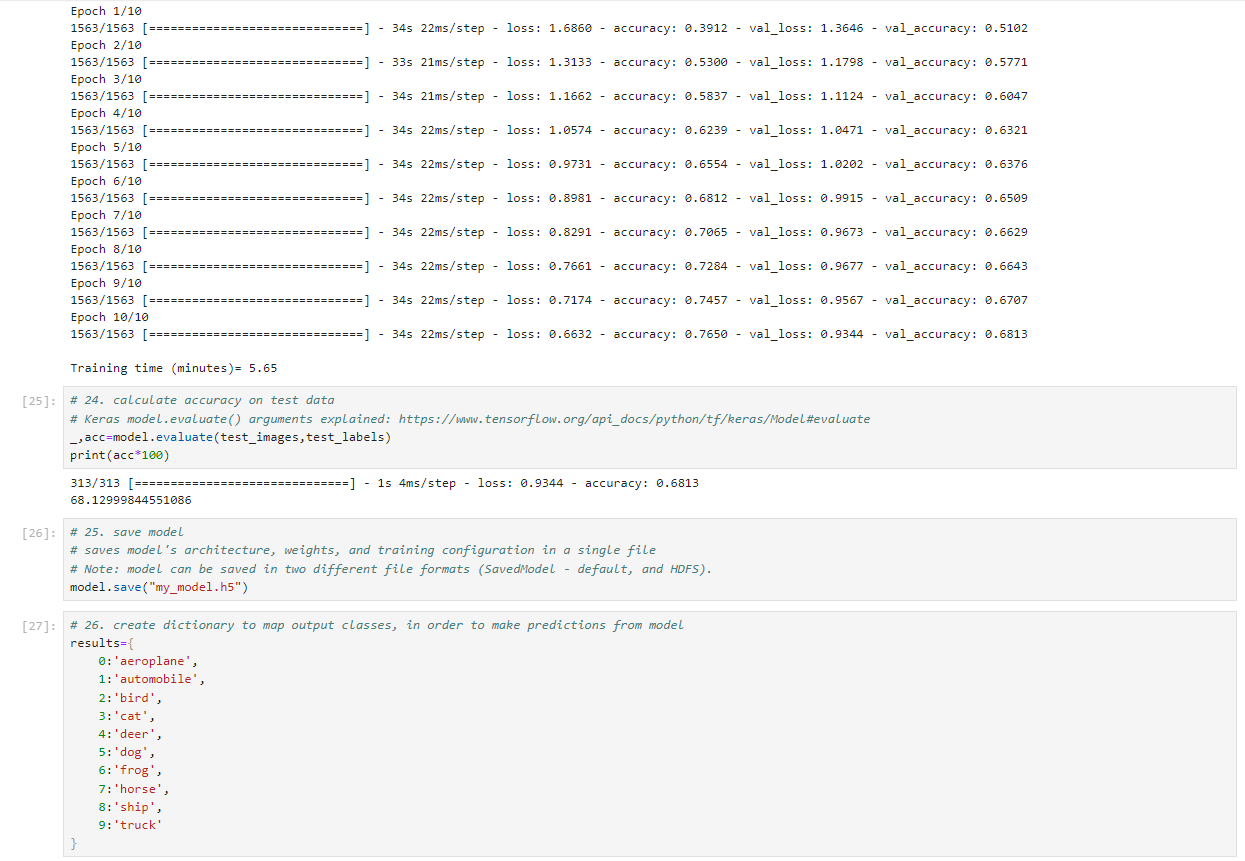 Epoch 1/10
1563/1563 [==============================] - 34s 22ms/step - loss: 1.6860 - accuracy: 0.3912 - val_loss: 1.3646 - val_accuracy: 0.5102
Epoch 2/10
1563/1563 [==============================] - 33s 21ms/step - loss: 1.3133 - accuracy: 0.5300 - val_loss: 1.1798 - val_accuracy: 0.5771
Epoch 3/10
1563/1563 [==============================] - 34s 21ms/step - loss: 1.1662 - accuracy: 0.5837 - val_loss: 1.1124 - val_accuracy: 0.6047
Epoch 4/10
1563/1563 [==============================] - 34s 22ms/step - loss: 1.0574 - accuracy: 0.6239 - val_loss: 1.0471 - val_accuracy: 0.6321
Epoch 5/10
1563/1563 [==============================] - 34s 22ms/step - loss: 0.9731 - accuracy: 0.6554 - val_loss: 1.0202 - val_accuracy: 0.6376
Epoch 6/10
1563/1563 [==============================] - 34s 22ms/step - loss: 0.8981 - accuracy: 0.6812 - val_loss: 0.9915 - val_accuracy: 0.6509
Epoch 7/10
1563/1563 [==============================] - 34s 22ms/step - loss: 0.8291 - accuracy: 0.7065 - val_loss: 0.9673 - val_accuracy: 0.6629
Epoch 8/10
1563/1563 [==============================] - 34s 22ms/step - loss: 0.7661 - accuracy: 0.7284 - val_loss: 0.9677 - val_accuracy: 0.6643
Epoch 9/10
1563/1563 [==============================] - 34s 22ms/step - loss: 0.7174 - accuracy: 0.7457 - val_loss: 0.9567 - val_accuracy: 0.6707
Epoch 10/10
1563/1563 [==============================] - 34s 22ms/step - loss: 0.6632 - accuracy: 0.7650 - val_loss: 0.9344 - val_accuracy: 0.6813
Training time (minutes)= 5.65
[25]: # 24. calculate accuracy on test data
# Keras model.evaluate() arguments explained: https://www.tensorflow.org/api_docs/python/tf/keras/Model#evaluate
_,acc=model.evaluate(test_images,test_labels)
print(acc*100)
313/313 [==============================] - 1s 4ms/step - loss: 0.9344 - accuracy: 0.6813
68.12999844551086
[26]: # 25. save model
# saves model's architecture, weights, and training configuration in a single file
# Note: model can be saved in two different file formats (SavedModel - default, and HDFS).
model.save("my_model.h5")
[27]: # 26. create dictionary to map output classes, in order to make predictions from model
results={
0:'aeroplane',
1:'automobile',
2:'bird',
3:'cat',
4:'deer',
5:'dog',
6:'frog',
7:'horse',
8:'ship',
9:'truck'
}